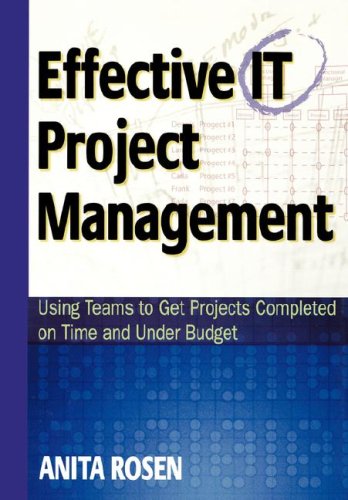 Effective IT
Project
Management
Using Teams to Get Projects Completed
on Time and Under Budget
ANITA ROSEN